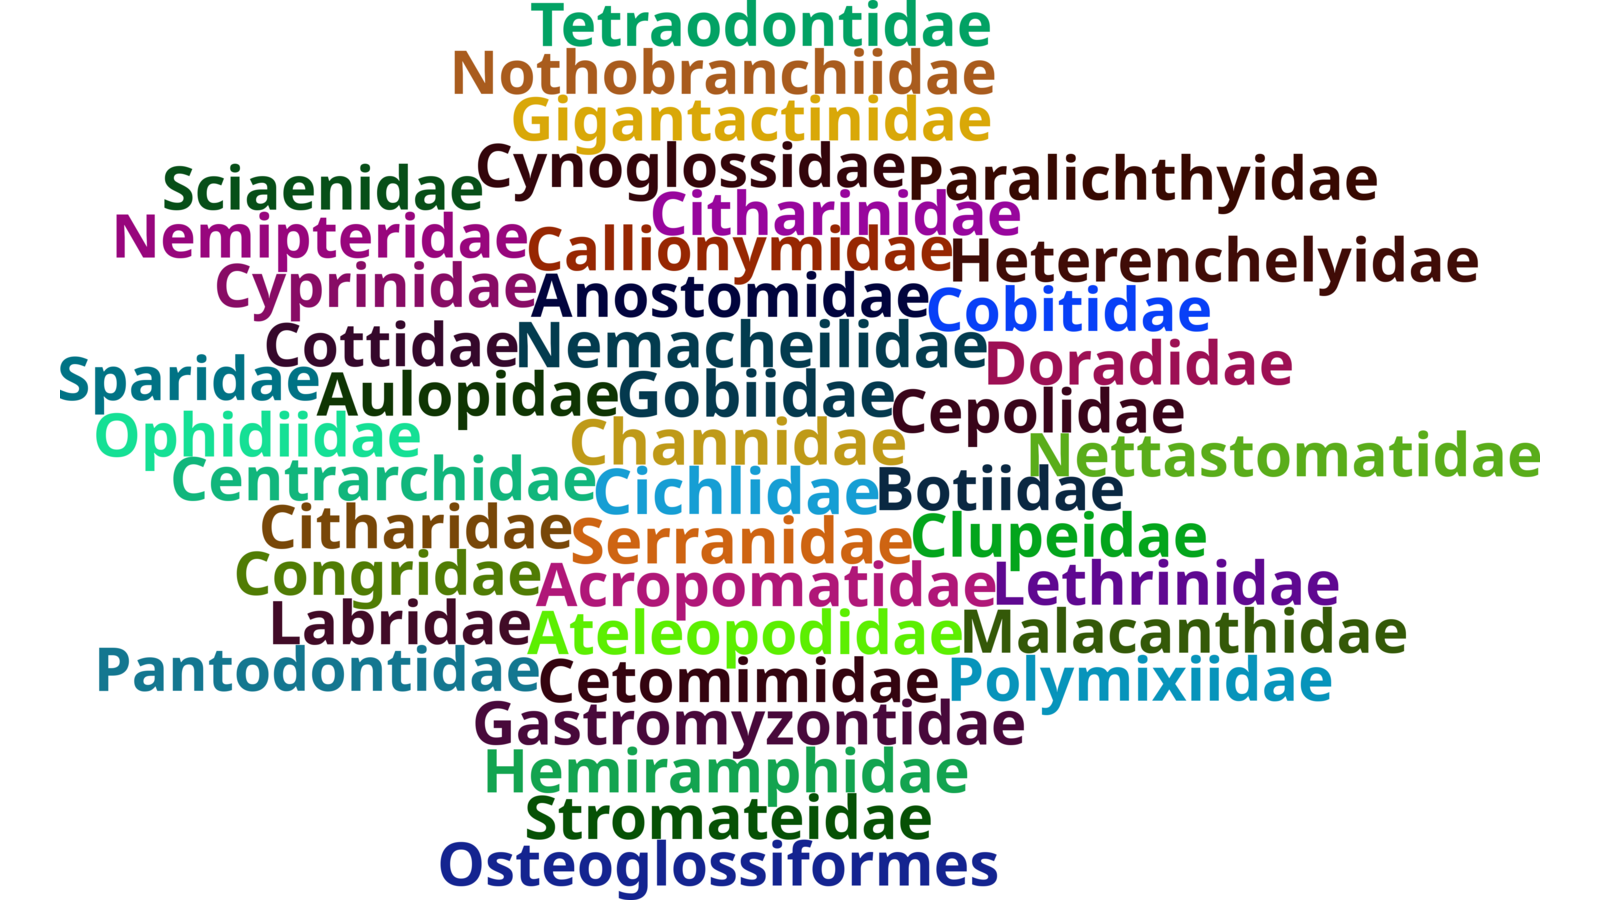 Tetraodontidae
Nothobranchiidae
Gigantactinidae
Cynoglossidae
Paralichthyidae
Sciaenidae
Citharinidae
Nemipteridae
Callionymidae
Heterenchelyidae
Cyprinidae
Anostomidae
Cobitidae
Cottidae
Nemacheilidae
Doradidae
Sparidae
Aulopidae
Gobiidae
Cepolidae
Ophidiidae
Channidae
Nettastomatidae
Centrarchidae
Cichlidae
Botiidae
Citharidae
Serranidae
Clupeidae
Congridae
Acropomatidae
Lethrinidae
Labridae
Ateleopodidae
Malacanthidae
Pantodontidae
Cetomimidae
Polymixiidae
Gastromyzontidae
Hemiramphidae
Stromateidae
Osteoglossiformes